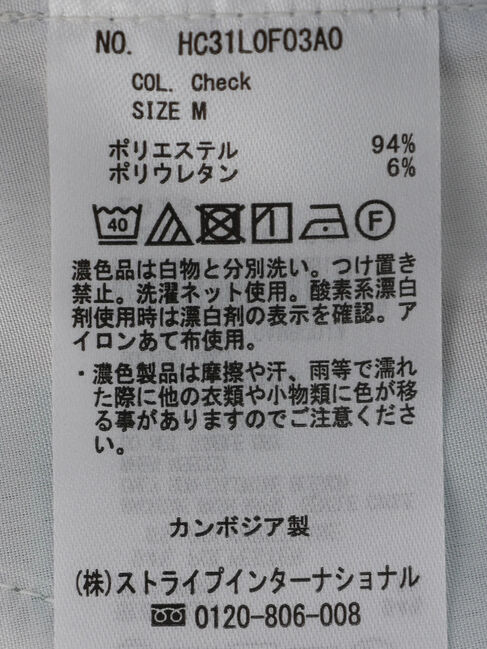 NO. HC31L0F03A0
COL. Check
SIZE M
ポリエステル 94%
ポリウレタン 6%
40 F
濃色品は白物と分別洗い。つけ置き
禁止。洗濯ネット使用。酸素系漂白
剤使用時は漂白剤の表示を確認。ア
イロンあて布使用。
・濃色製品は摩擦や汗、雨等で濡れ
た際に他の衣類や小物類に色が移
る事がありますのでご注意くださ
い。
カンボジア製
(株)ストライプインターナショナル
0120-806-008